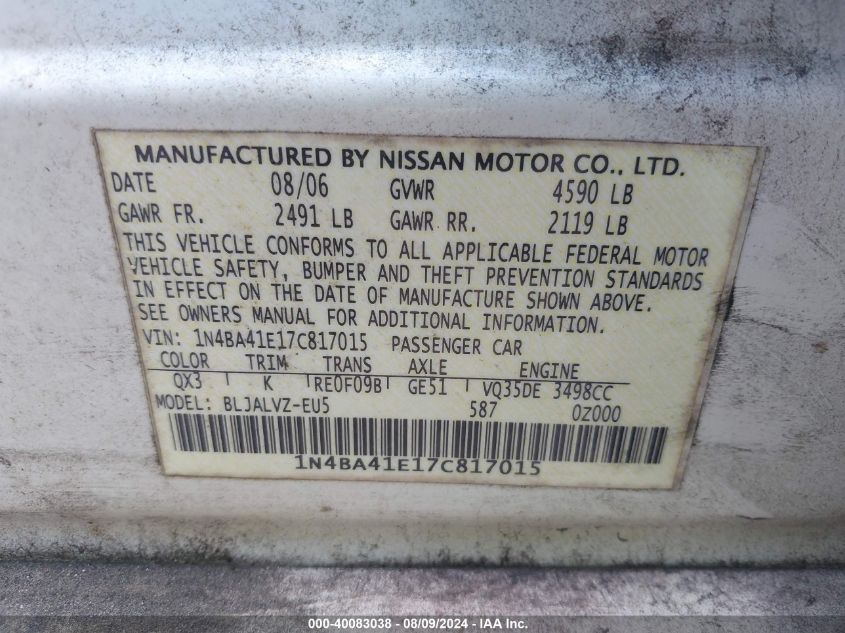 MANUFACTURED BY NISSAN MOTOR CO., LTD.
DATE 08/06 GVWR 4590 LB
GAWR FR. 2491 LB GAWR RR. 2119 LB
THIS VEHICLE CONFORMS TO ALL APPLICABLE FEDERAL MOTOR
VEHICLE SAFETY, BUMPER AND THEFT PREVENTION STANDARDS
IN EFFECT ON THE DATE OF MANUFACTURE SHOWN ABOVE.
SEE OWNERS MANUAL FOR ADDITIONAL INFORMATION.
VIN: 1N4BA41E17C817015 PASSENGER CAR
COLOR TRIM TRANS AXLE ENGINE
QX3 K RE0F09B GE51 VQ35DE 3498CC
MODEL: BLJALVZ-EU5 587 0Z000
1N4BA41E17C817015
000-40083038 - 08/09/2024 - IAAI.COM